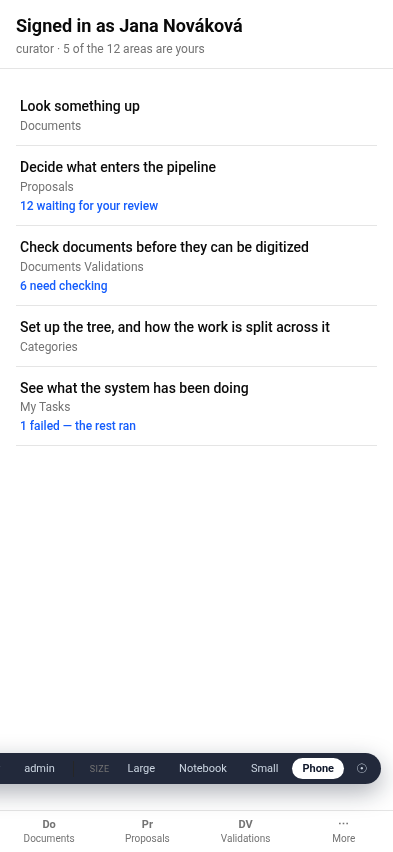 Signed in as Jana Nováková
curator · 5 of the 12 areas are yours
Look something up
Documents
Decide what enters the pipeline
Proposals
12 waiting for your review
Check documents before they can be digitized
Documents Validations
6 need checking
Set up the tree, and how the work is split across it
Categories
See what the system has been doing
My Tasks
1 failed — the rest ran
admin SIZE Large Notebook Small Phone
Do Pr DV ···
Documents Proposals Validations More